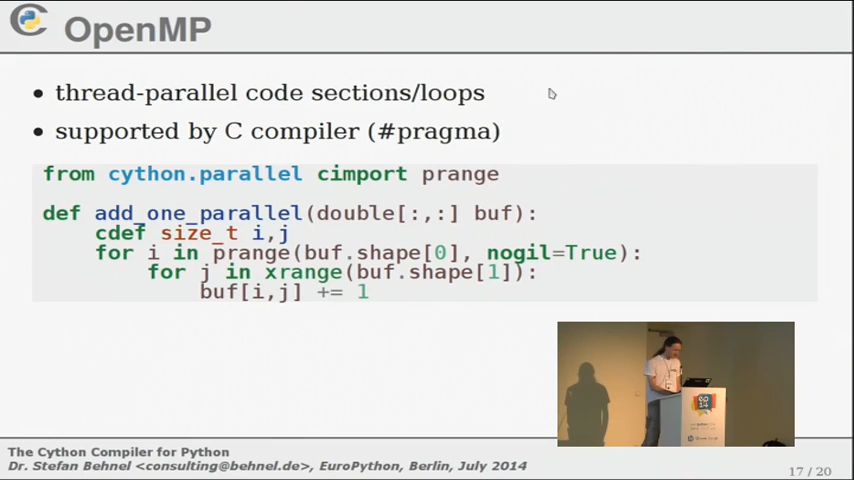 OpenMP
• thread-parallel code sections/loops
• supported by C compiler (#pragma)
from cython.parallel cimport prange
def add_one_parallel(double[:,:] buf):
cdef size_t i,j
for i in prange(buf.shape[0], nogil=True):
for j in xrange(buf.shape[1]):
buf[i,j] += 1
ep
14
The Cython Compiler for Python
Dr. Stefan Behnel <consulting@behnel.de>, EuroPython, Berlin, July 2014
17 / 20